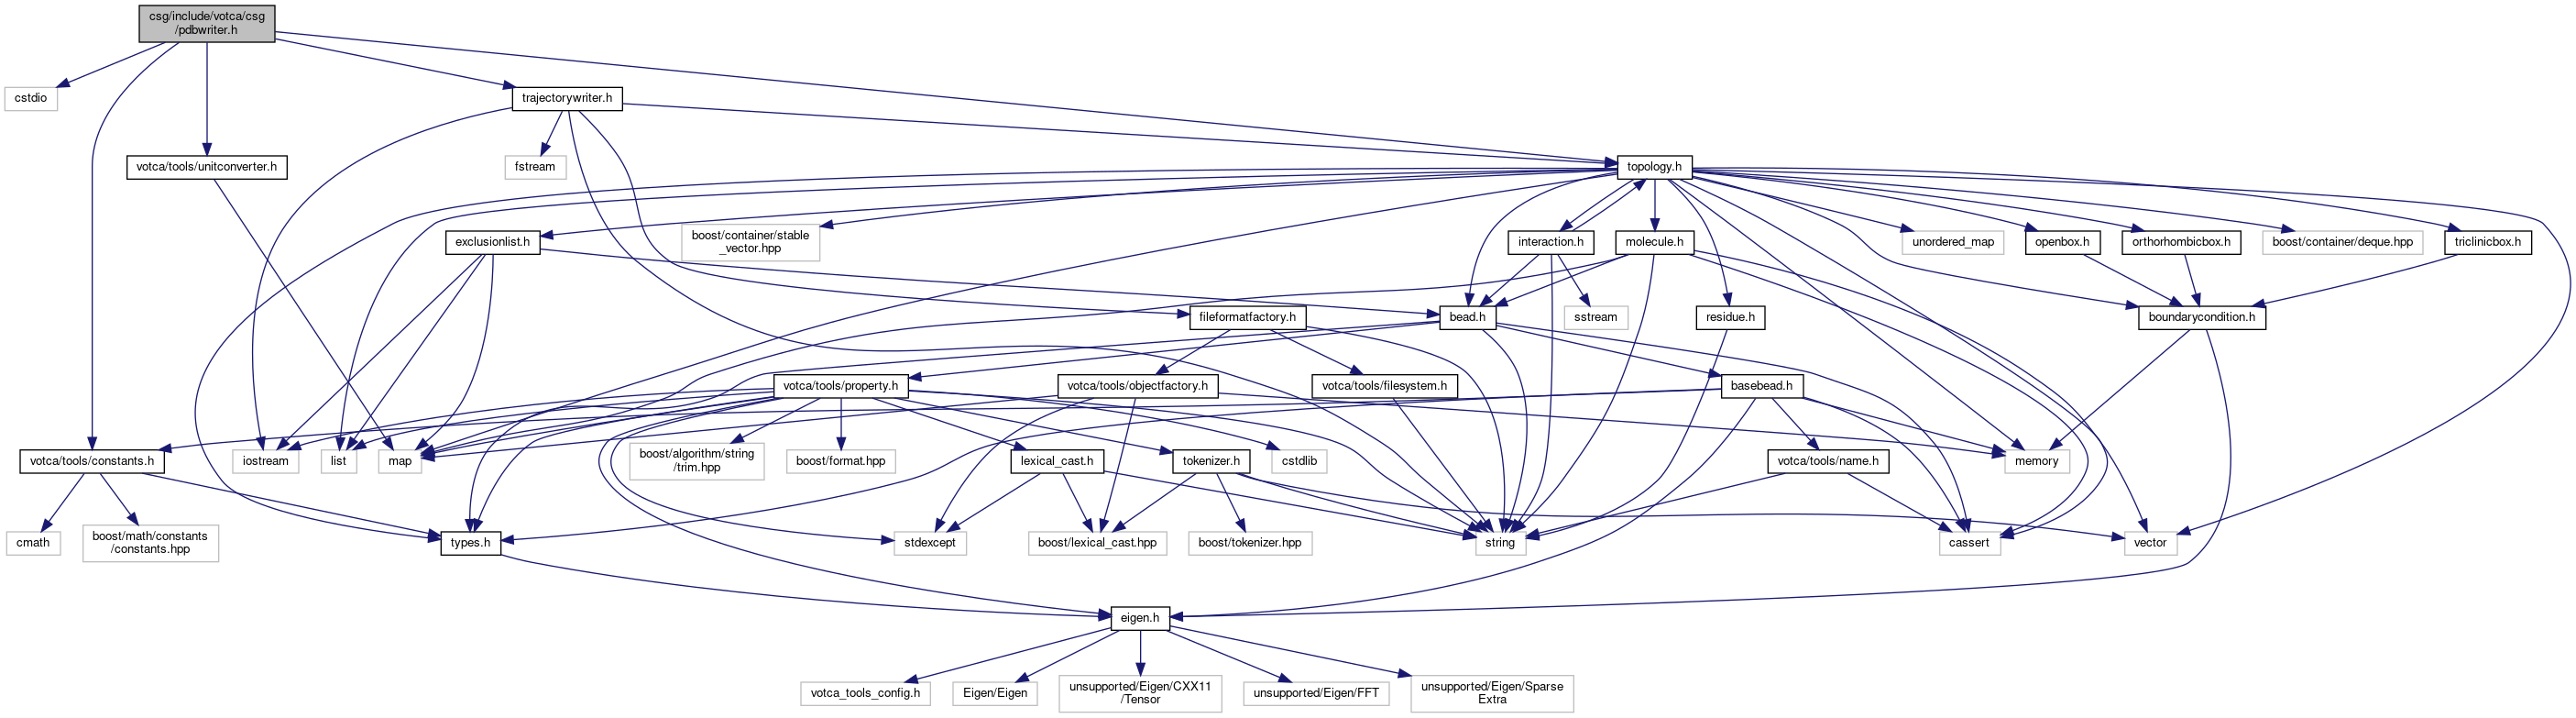 csg/include/votca/csg
/pdbwriter.h
cstdio
trajectorywriter.h
votca/tools/unitconverter.h
fstream
topology.h
exclusionlist.h
boost/container/stable
_vector.hpp
interaction.h
molecule.h
unordered_map
openbox.h
orthorhombicbox.h
boost/container/deque.hpp
triclinicbox.h
fileformatfactory.h
bead.h
sstream
residue.h
boundarycondition.h
votca/tools/property.h
votca/tools/objectfactory.h
votca/tools/filesystem.h
basebead.h
votca/tools/constants.h
iostream
list
map
boost/algorithm/string
/trim.hpp
boost/format.hpp
lexical_cast.h
tokenizer.h
cstdlib
votca/tools/name.h
memory
cmath
boost/math/constants
/constants.hpp
types.h
stdexcept
boost/lexical_cast.hpp
boost/tokenizer.hpp
string
cassert
vector
eigen.h
votca_tools_config.h
Eigen/Eigen
unsupported/Eigen/CXX11
/Tensor
unsupported/Eigen/FFT
unsupported/Eigen/Sparse
Extra